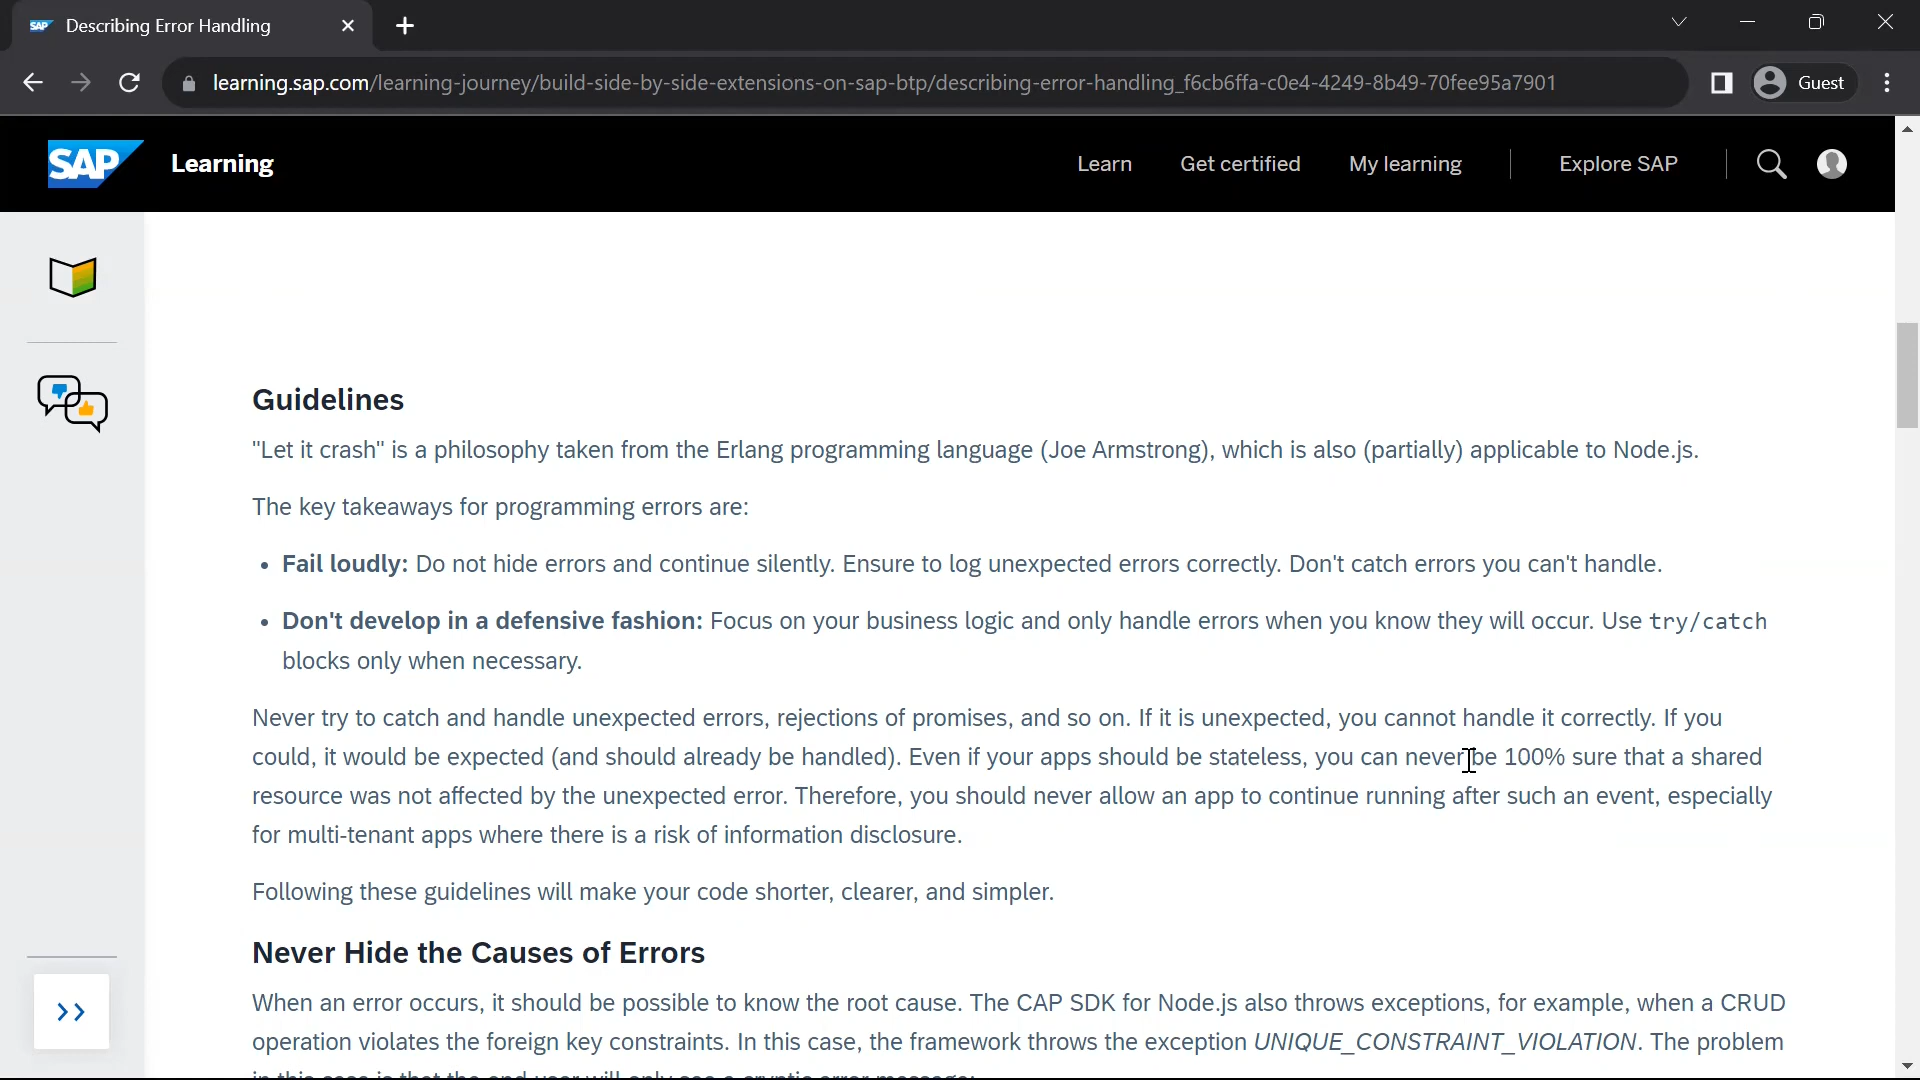 SAP Describing Error Handling
learning.sap.com/learning-journey/build-side-by-side-extensions-on-sap-btp/describing-error-handling_f6cb6ffa-c0e4-4249-8b49-70fee95a7901
Guest
SAP Learning
Learn
Get certified
My learning
Explore SAP
Guidelines
"Let it crash" is a philosophy taken from the Erlang programming language (Joe Armstrong), which is also (partially) applicable to Node.js.
The key takeaways for programming errors are:
• Fail loudly: Do not hide errors and continue silently. Ensure to log unexpected errors correctly. Don't catch errors you can't handle.
• Don't develop in a defensive fashion: Focus on your business logic and only handle errors when you know they will occur. Use try/catch
blocks only when necessary.
Never try to catch and handle unexpected errors, rejections of promises, and so on. If it is unexpected, you cannot handle it correctly. If you
could, it would be expected (and should already be handled). Even if your apps should be stateless, you can never be 100% sure that a shared
resource was not affected by the unexpected error. Therefore, you should never allow an app to continue running after such an event, especially
for multi-tenant apps where there is a risk of information disclosure.
Following these guidelines will make your code shorter, clearer, and simpler.
Never Hide the Causes of Errors
When an error occurs, it should be possible to know the root cause. The CAP SDK for Node.js also throws exceptions, for example, when a CRUD
operation violates the foreign key constraints. In this case, the framework throws the exception UNIQUE_CONSTRAINT_VIOLATION. The problem